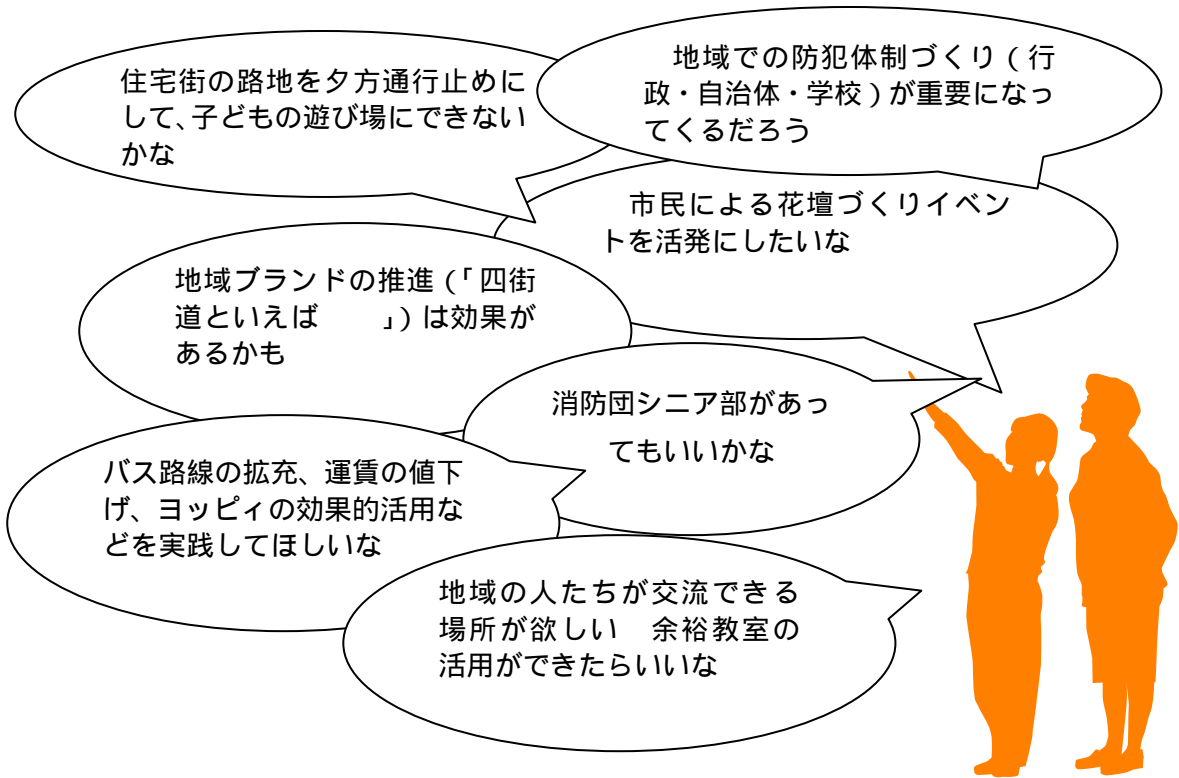 住宅街の路地を夕方通行止めに
して、子どもの遊び場にできない
かな
地域での防犯体制づくり（行
政・自治体・学校）が重要になっ
てくるだろう
市民による花壇づくりイベン
トを活発にしたいな
地域ブランドの推進（「四街
道といえば　　」）は効果が
あるかも
消防団シニア部があっ
てもいいかな
バス路線の拡充、運賃の値下
げ、ヨッピィの効果的活用な
どを実践してほしいな
地域の人たちが交流できる
場所が欲しい　余裕教室の
活用ができたらいいな